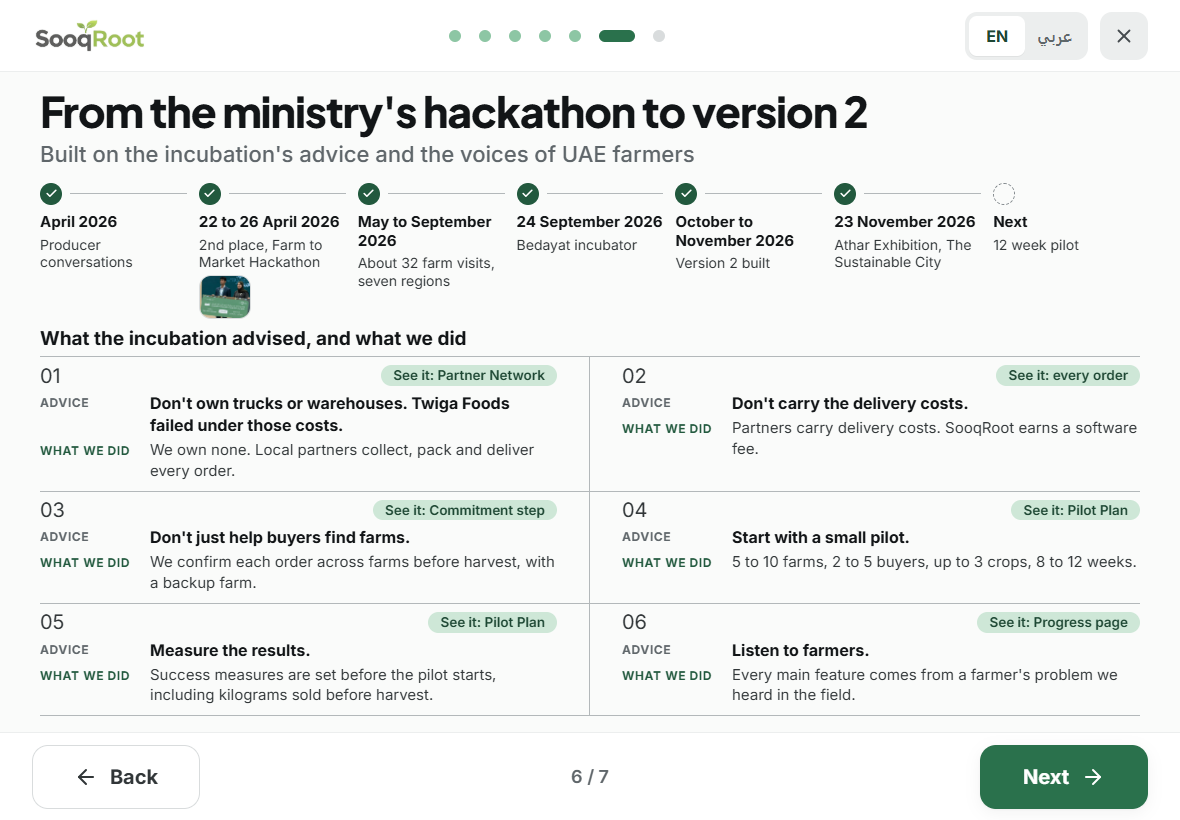 SooqRoot
EN
عربي
From the ministry's hackathon to version 2
Built on the incubation's advice and the voices of UAE farmers
April 2026
Producer
conversations
22 to 26 April 2026
2nd place, Farm to
Market Hackathon
May to September
2026
About 32 farm visits,
seven regions
24 September 2026
Bedayat incubator
October to
November 2026
Version 2 built
23 November 2026
Athar Exhibition, The
Sustainable City
Next
12 week pilot
What the incubation advised, and what we did
01
See it: Partner Network
ADVICE
Don't own trucks or warehouses. Twiga Foods
failed under those costs.
WHAT WE DID
We own none. Local partners collect, pack and deliver
every order.
02
See it: every order
ADVICE
Don't carry the delivery costs.
WHAT WE DID
Partners carry delivery costs. SooqRoot earns a software
fee.
03
See it: Commitment step
ADVICE
Don't just help buyers find farms.
WHAT WE DID
We confirm each order across farms before harvest, with
a backup farm.
04
See it: Pilot Plan
ADVICE
Start with a small pilot.
WHAT WE DID
5 to 10 farms, 2 to 5 buyers, up to 3 crops, 8 to 12 weeks.
05
See it: Pilot Plan
ADVICE
Measure the results.
WHAT WE DID
Success measures are set before the pilot starts,
including kilograms sold before harvest.
06
See it: Progress page
ADVICE
Listen to farmers.
WHAT WE DID
Every main feature comes from a farmer's problem we
heard in the field.
Back
6 / 7
Next